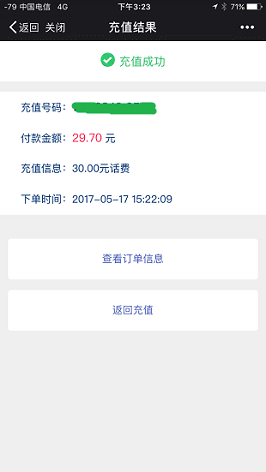 -79 中国电信 4G 下午3:23 71%
返回 关闭 充值结果
充值成功
充值号码：
付款金额：29.70 元
充值信息：30.00元话费
下单时间：2017-05-17 15:22:09
查看订单信息
返回充值